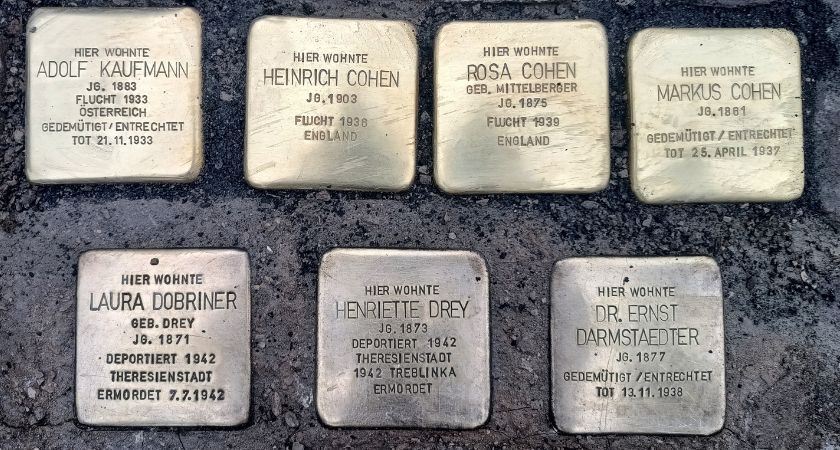 HIER WOHNTE
ADOLF KAUFMANN
JG. 1883
FLUCHT 1933
ÖSTERREICH
GEDEMÜTIGT/ENTRECHTET
TOT 21.11.1933
HIER WOHNTE
HEINRICH COHEN
JG. 1903
FLUCHT 1936
ENGLAND
HIER WOHNTE
ROSA COHEN
GEB. MITTELBERGER
JG. 1875
FLUCHT 1939
ENGLAND
HIER WOHNTE
MARKUS COHEN
JG. 1861
GEDEMÜTIGT/ENTRECHTET
TOT 25. APRIL 1937
HIER WOHNTE
LAURA DOBRINER
GEB. DREY
JG. 1871
DEPORTIERT 1942
THERESIENSTADT
ERMORDET 7.7.1942
HIER WOHNTE
HENRIETTE DREY
JG. 1873
DEPORTIERT 1942
THERESIENSTADT
1942 TREBLINKA
ERMORDET
HIER WOHNTE
DR. ERNST
DARMSTAEDTER
JG. 1877
GEDEMÜTIGT/ENTRECHTET
TOT 13.11.1938